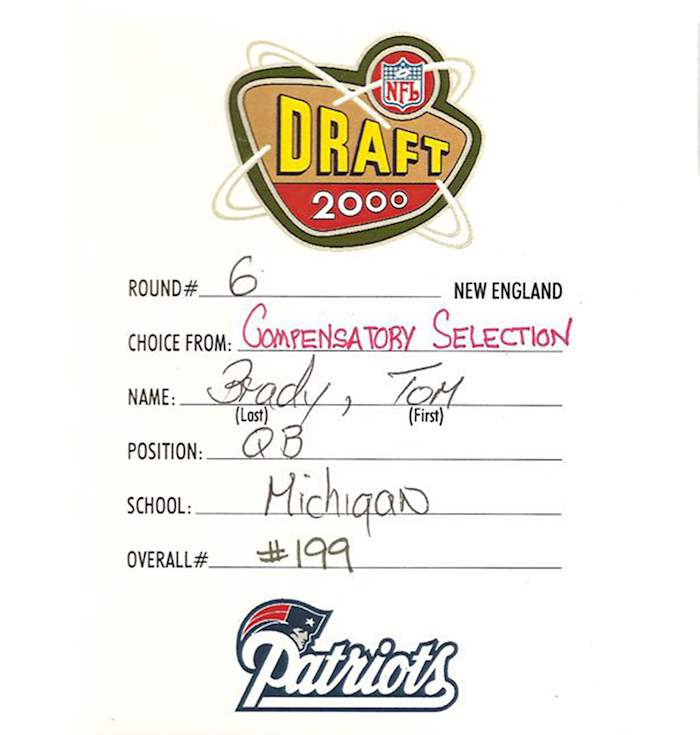 NFL
DRAFT
2000
ROUND# 6 NEW ENGLAND
CHOICE FROM: COMPENSATORY SELECTION
NAME: Brady, Tom
(Last) (First)
POSITION: QB
SCHOOL: Michigan
OVERALL# #199
Patriots